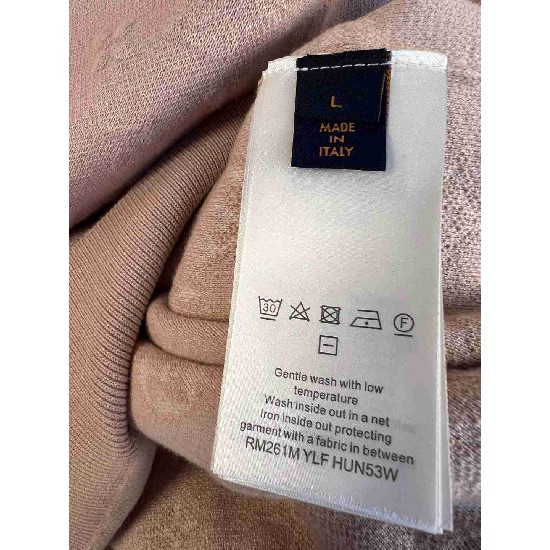 L
MADE
IN
ITALY
30
F
Gentle wash with low
temperature
Wash inside out in a net
Iron inside out protecting
garment with a fabric in between
RM261M YLF HUN53W